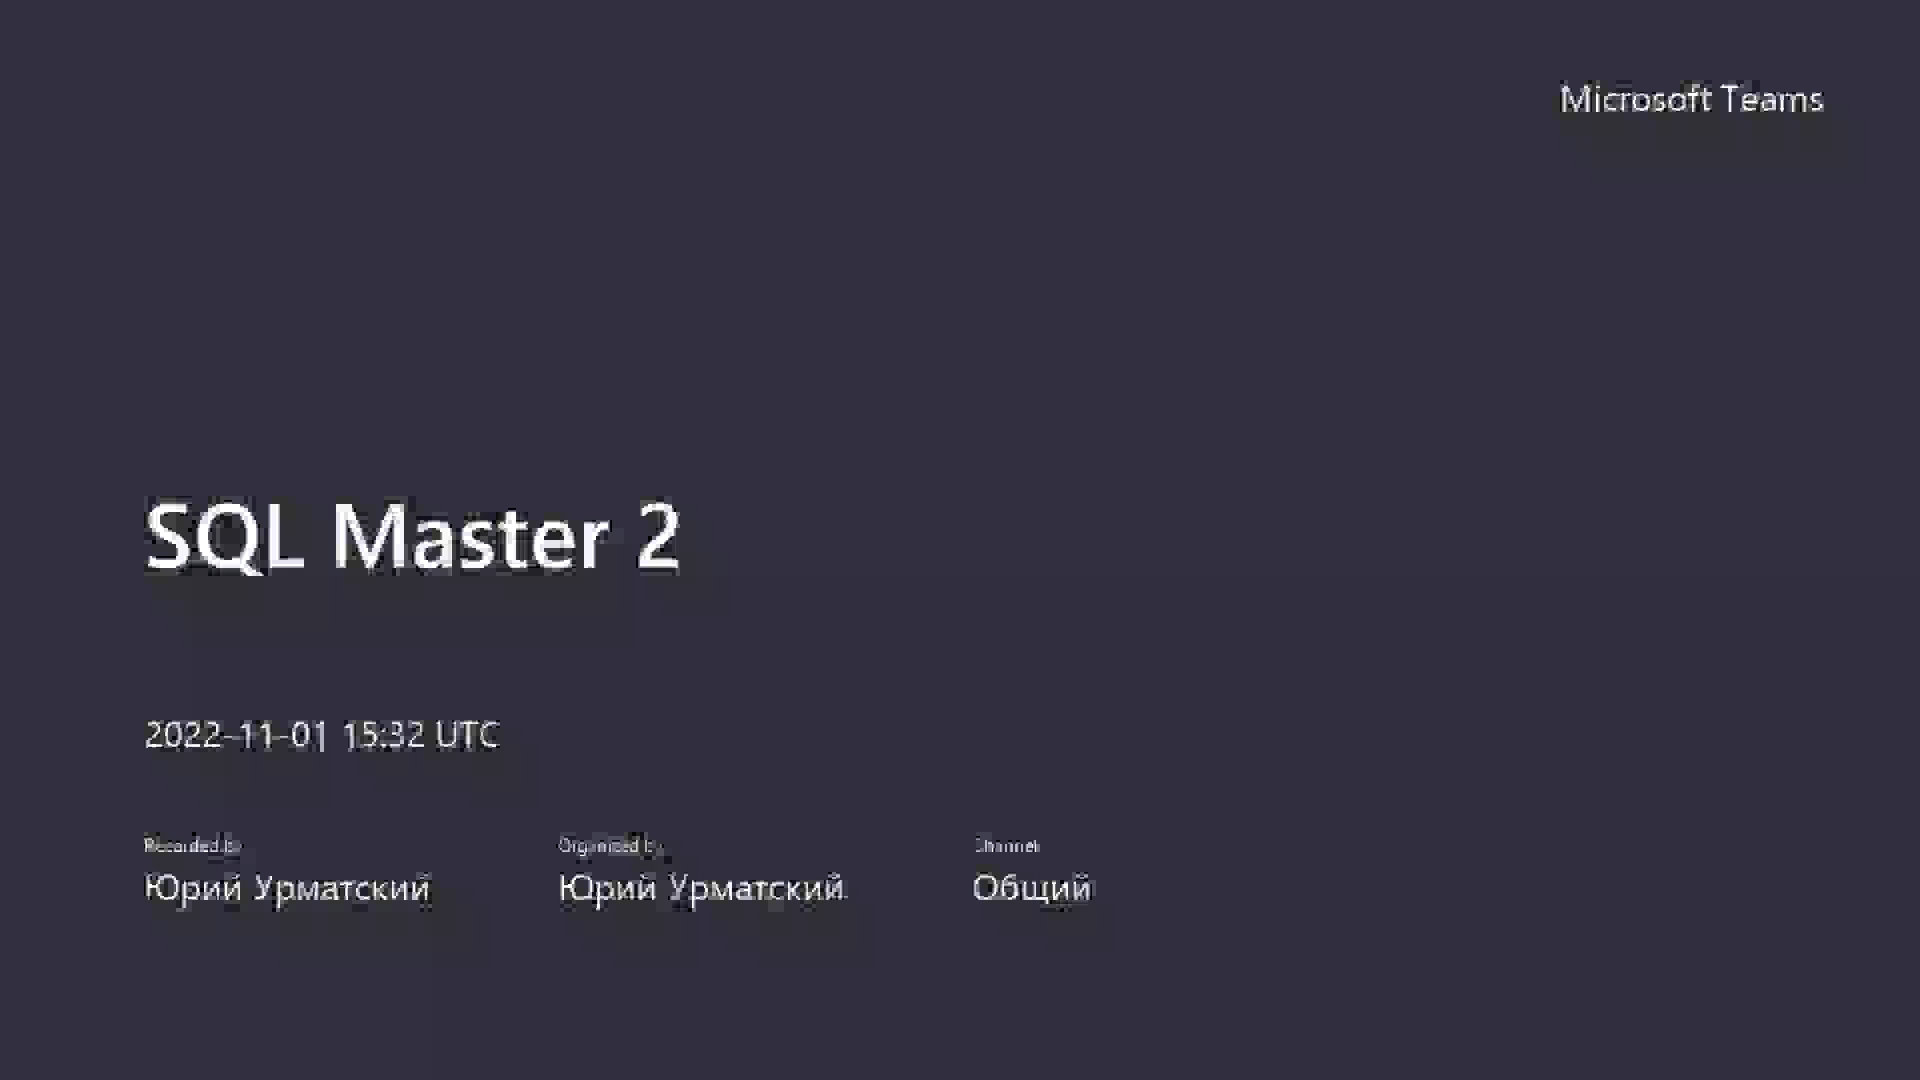 Microsoft Teams
SQL Master 2
2022-11-01 15:32 UTC
Recorded by Organized by Channel
Юрий Урматский Юрий Урматский Общий